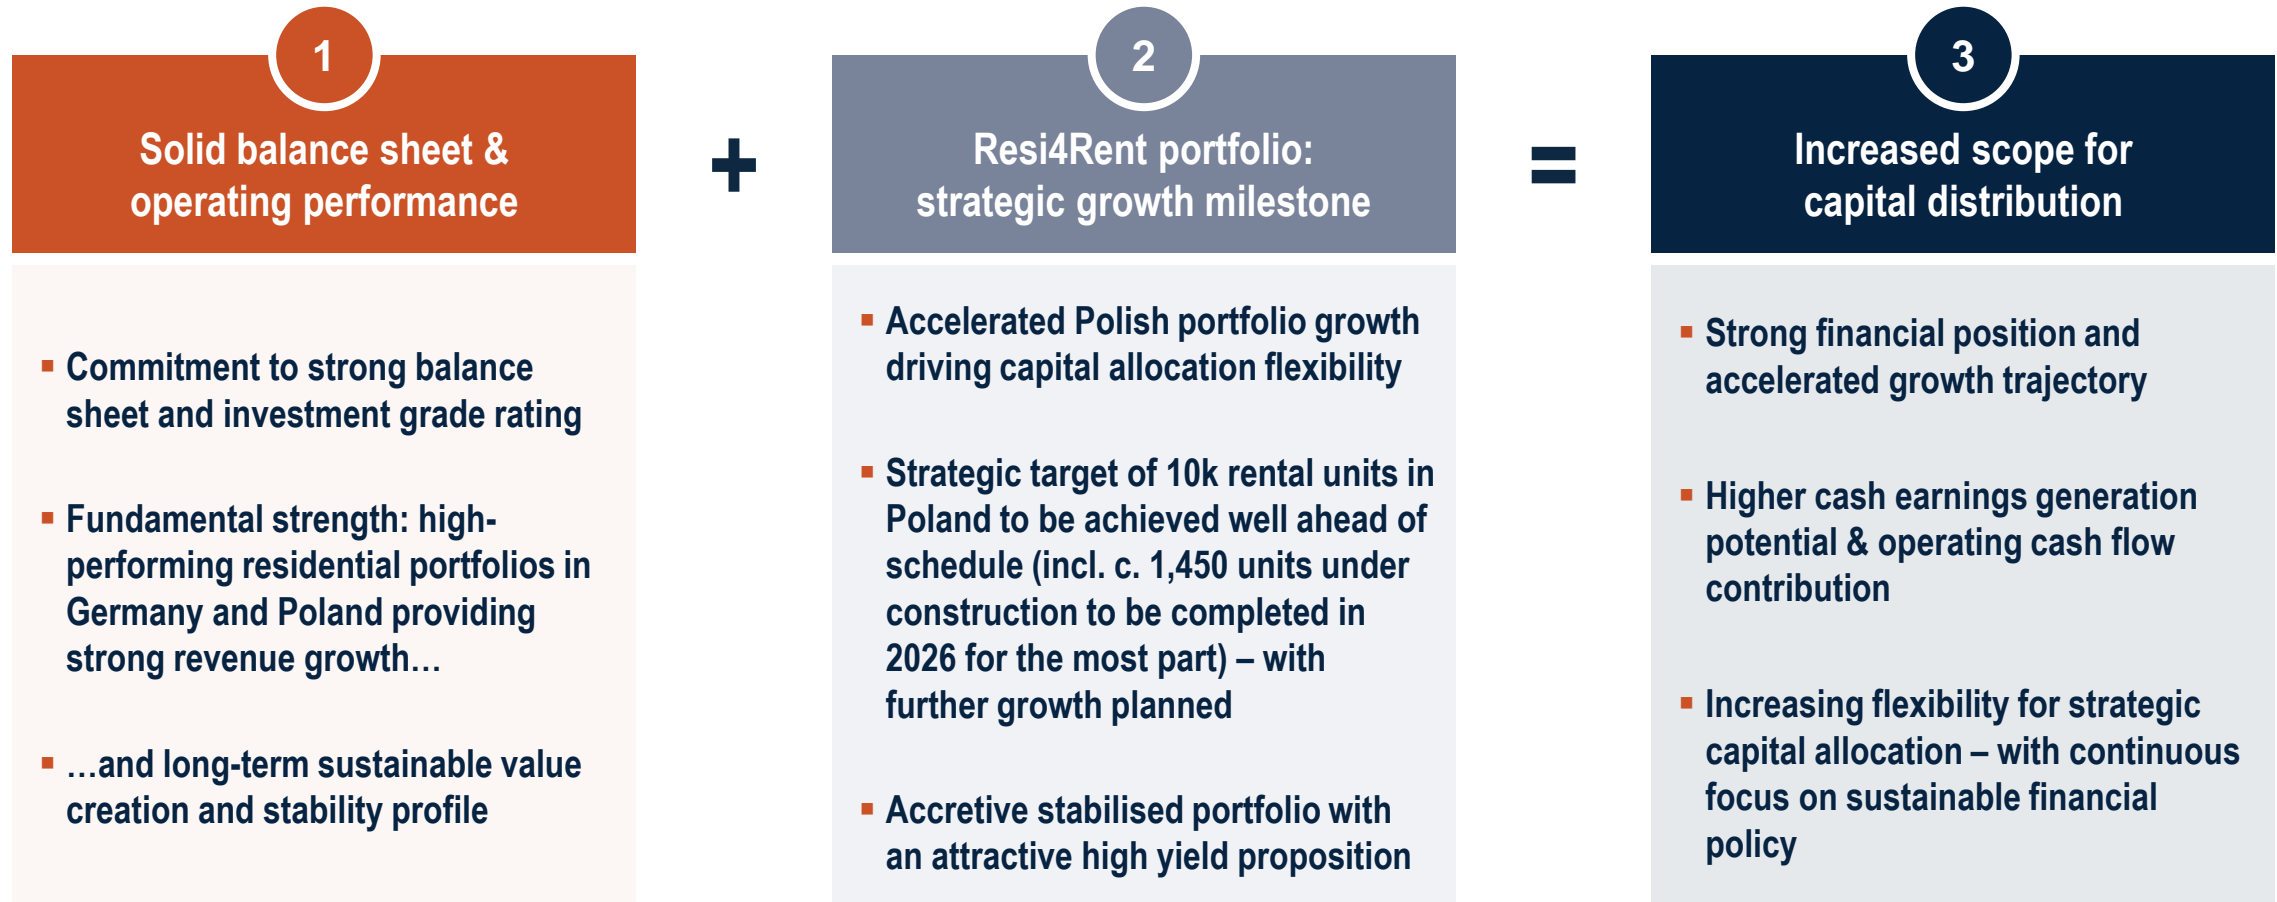 1
Solid balance sheet &
operating performance
▪ Commitment to strong balance
sheet and investment grade rating
▪ Fundamental strength: high-
performing residential portfolios in
Germany and Poland providing
strong revenue growth…
▪ …and long-term sustainable value
creation and stability profile
+
2
Resi4Rent portfolio:
strategic growth milestone
▪ Accelerated Polish portfolio growth
driving capital allocation flexibility
▪ Strategic target of 10k rental units in
Poland to be achieved well ahead of
schedule (incl. c. 1,450 units under
construction to be completed in
2026 for the most part) – with
further growth planned
▪ Accretive stabilised portfolio with
an attractive high yield proposition
=
3
Increased scope for
capital distribution
▪ Strong financial position and
accelerated growth trajectory
▪ Higher cash earnings generation
potential & operating cash flow
contribution
▪ Increasing flexibility for strategic
capital allocation – with continuous
focus on sustainable financial
policy